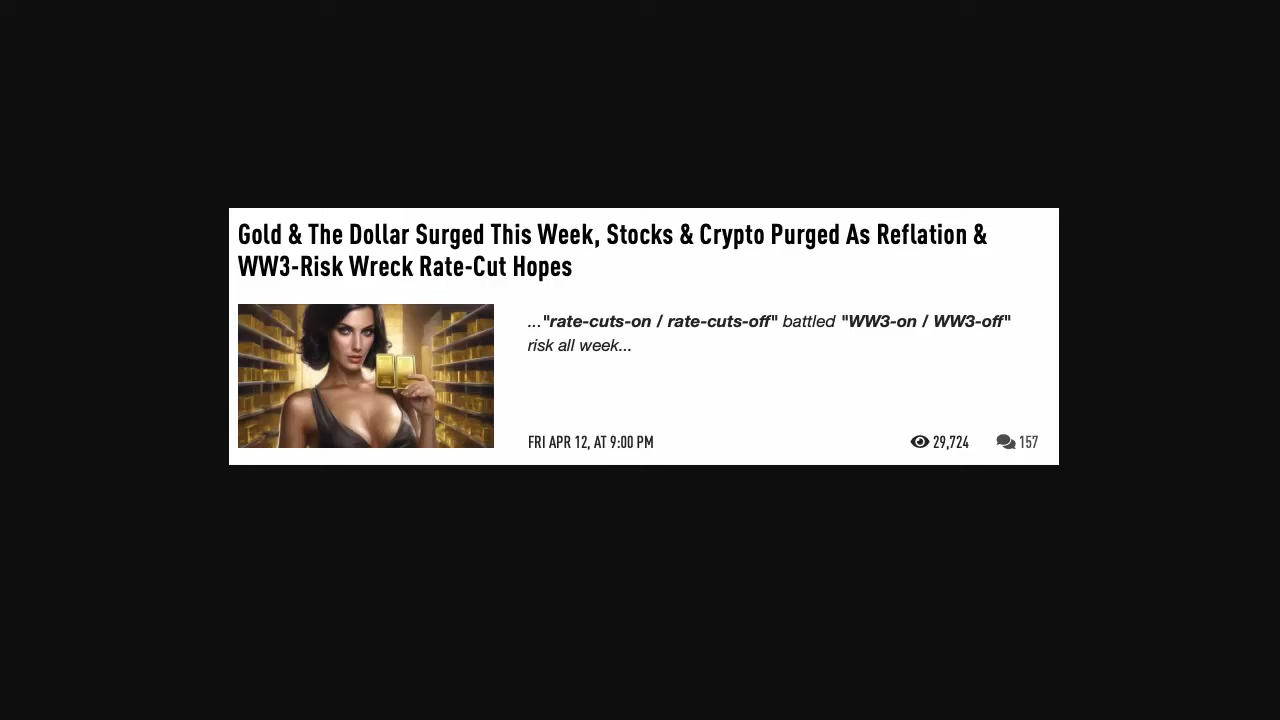 Gold & The Dollar Surged This Week, Stocks & Crypto Purged As Reflation &
WW3-Risk Wreck Rate-Cut Hopes
..."rate-cuts-on / rate-cuts-off" battled "WW3-on / WW3-off"
risk all week...
FRI APR 12, AT 9:00 PM 29,724 157